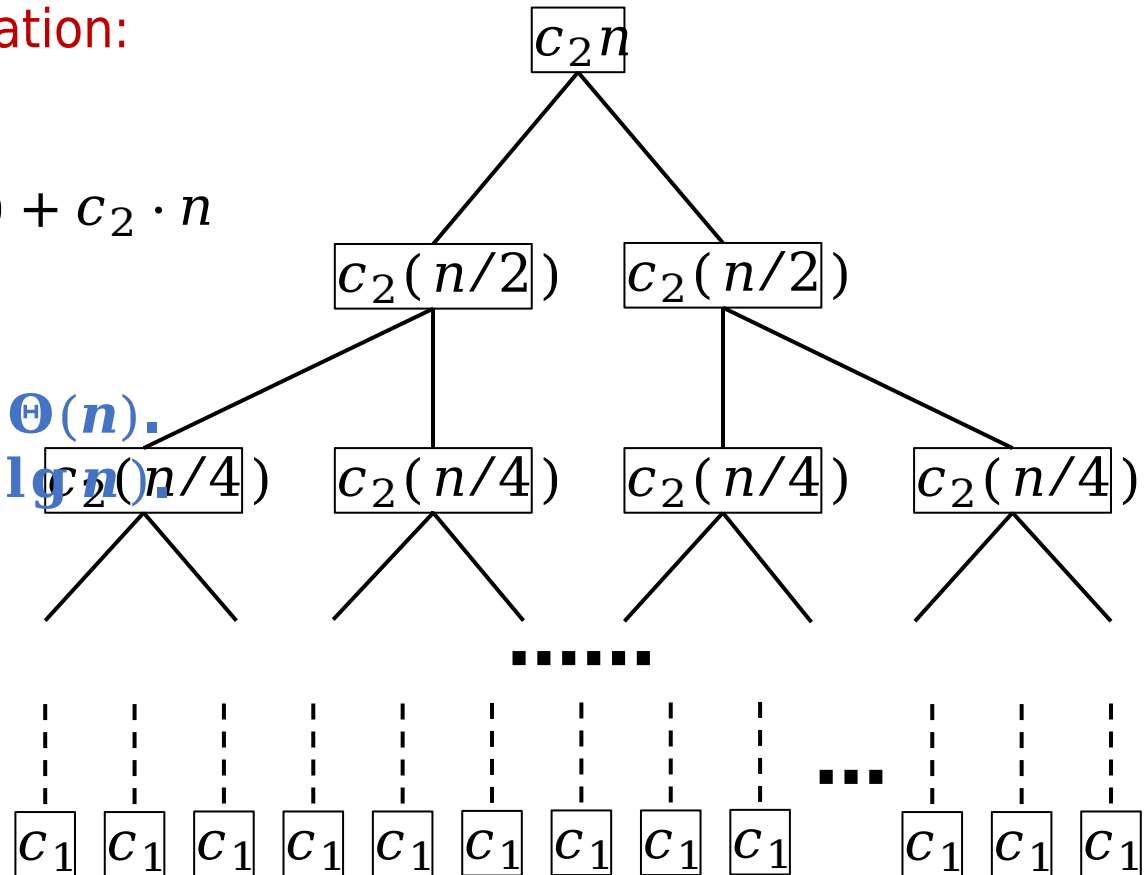 ation:
c₂n
) + c₂ · n
c₂(n/2) c₂(n/2)
Θ(n).
lg n).
c₂(n/4) c₂(n/4) c₂(n/4) c₂(n/4)
......
...
c₁ c₁ c₁ c₁ c₁ c₁ c₁ c₁ c₁ c₁ c₁ c₁